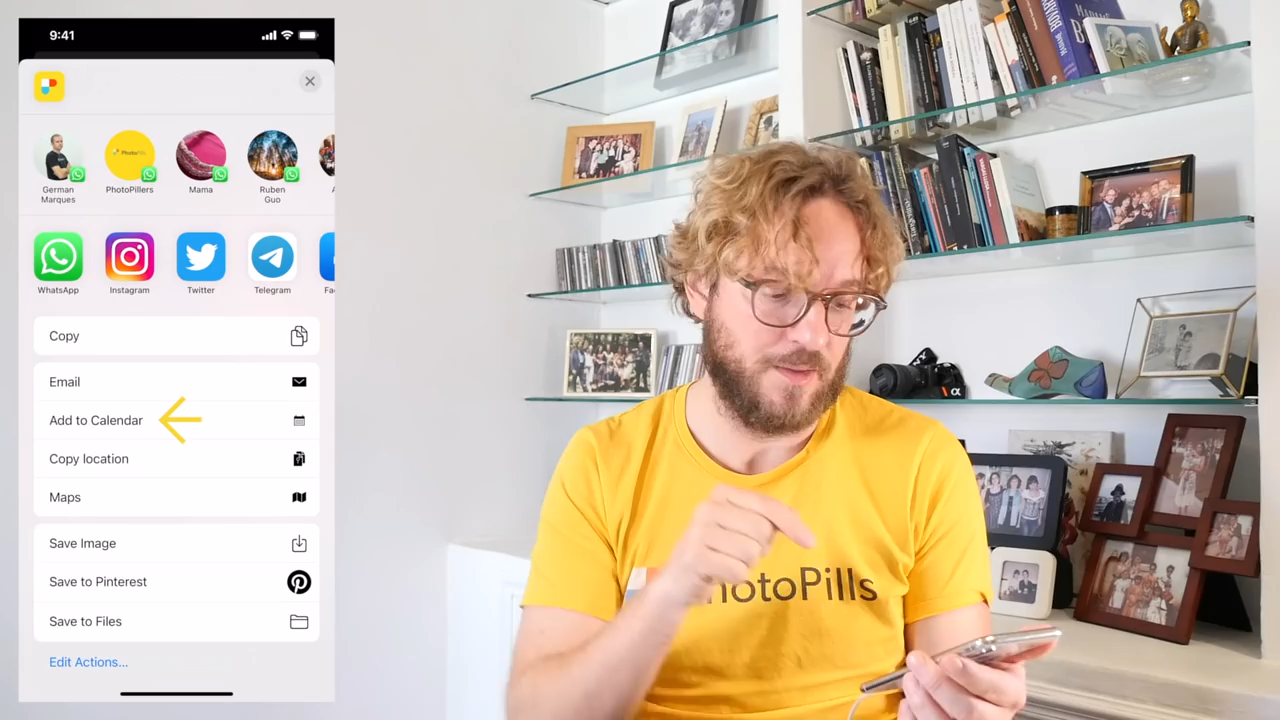 9:41
German
Marques
PhotoPillers
Mama
Ruben
Guo
WhatsApp
Instagram
Twitter
Telegram
Copy
Email
Add to Calendar
Copy location
Maps
Save Image
Save to Pinterest
Save to Files
Edit Actions...
PhotoPills